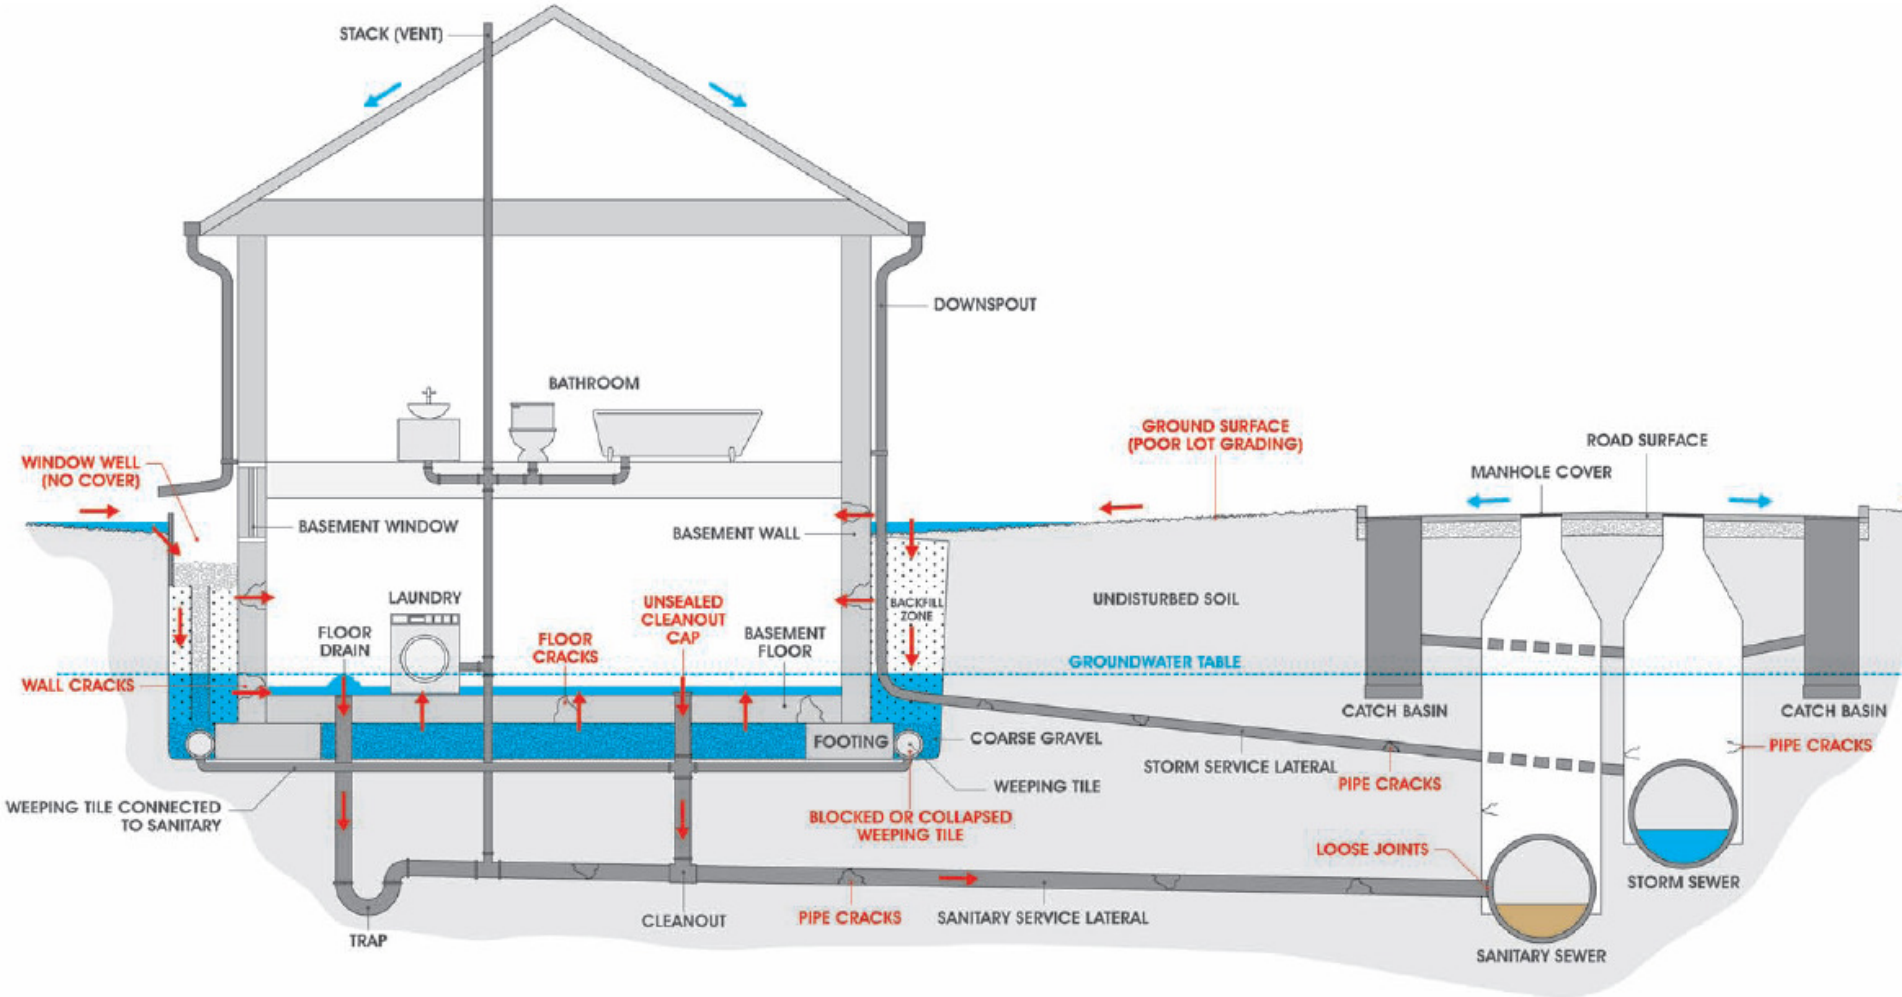 STACK (VENT)
DOWNSPOUT
BATHROOM
GROUND SURFACE
(POOR LOT GRADING)
ROAD SURFACE
MANHOLE COVER
WINDOW WELL
(NO COVER)
BASEMENT WINDOW
BASEMENT WALL
LAUNDRY
UNSEALED
CLEANOUT
CAP
BACKFILL
ZONE
UNDISTURBED SOIL
FLOOR
DRAIN
FLOOR
CRACKS
BASEMENT
FLOOR
GROUNDWATER TABLE
WALL CRACKS
CATCH BASIN
CATCH BASIN
FOOTING
COARSE GRAVEL
PIPE CRACKS
STORM SERVICE LATERAL
PIPE CRACKS
WEEPING TILE
WEEPING TILE CONNECTED
TO SANITARY
BLOCKED OR COLLAPSED
WEEPING TILE
LOOSE JOINTS
STORM SEWER
CLEANOUT
PIPE CRACKS
SANITARY SERVICE LATERAL
TRAP
SANITARY SEWER